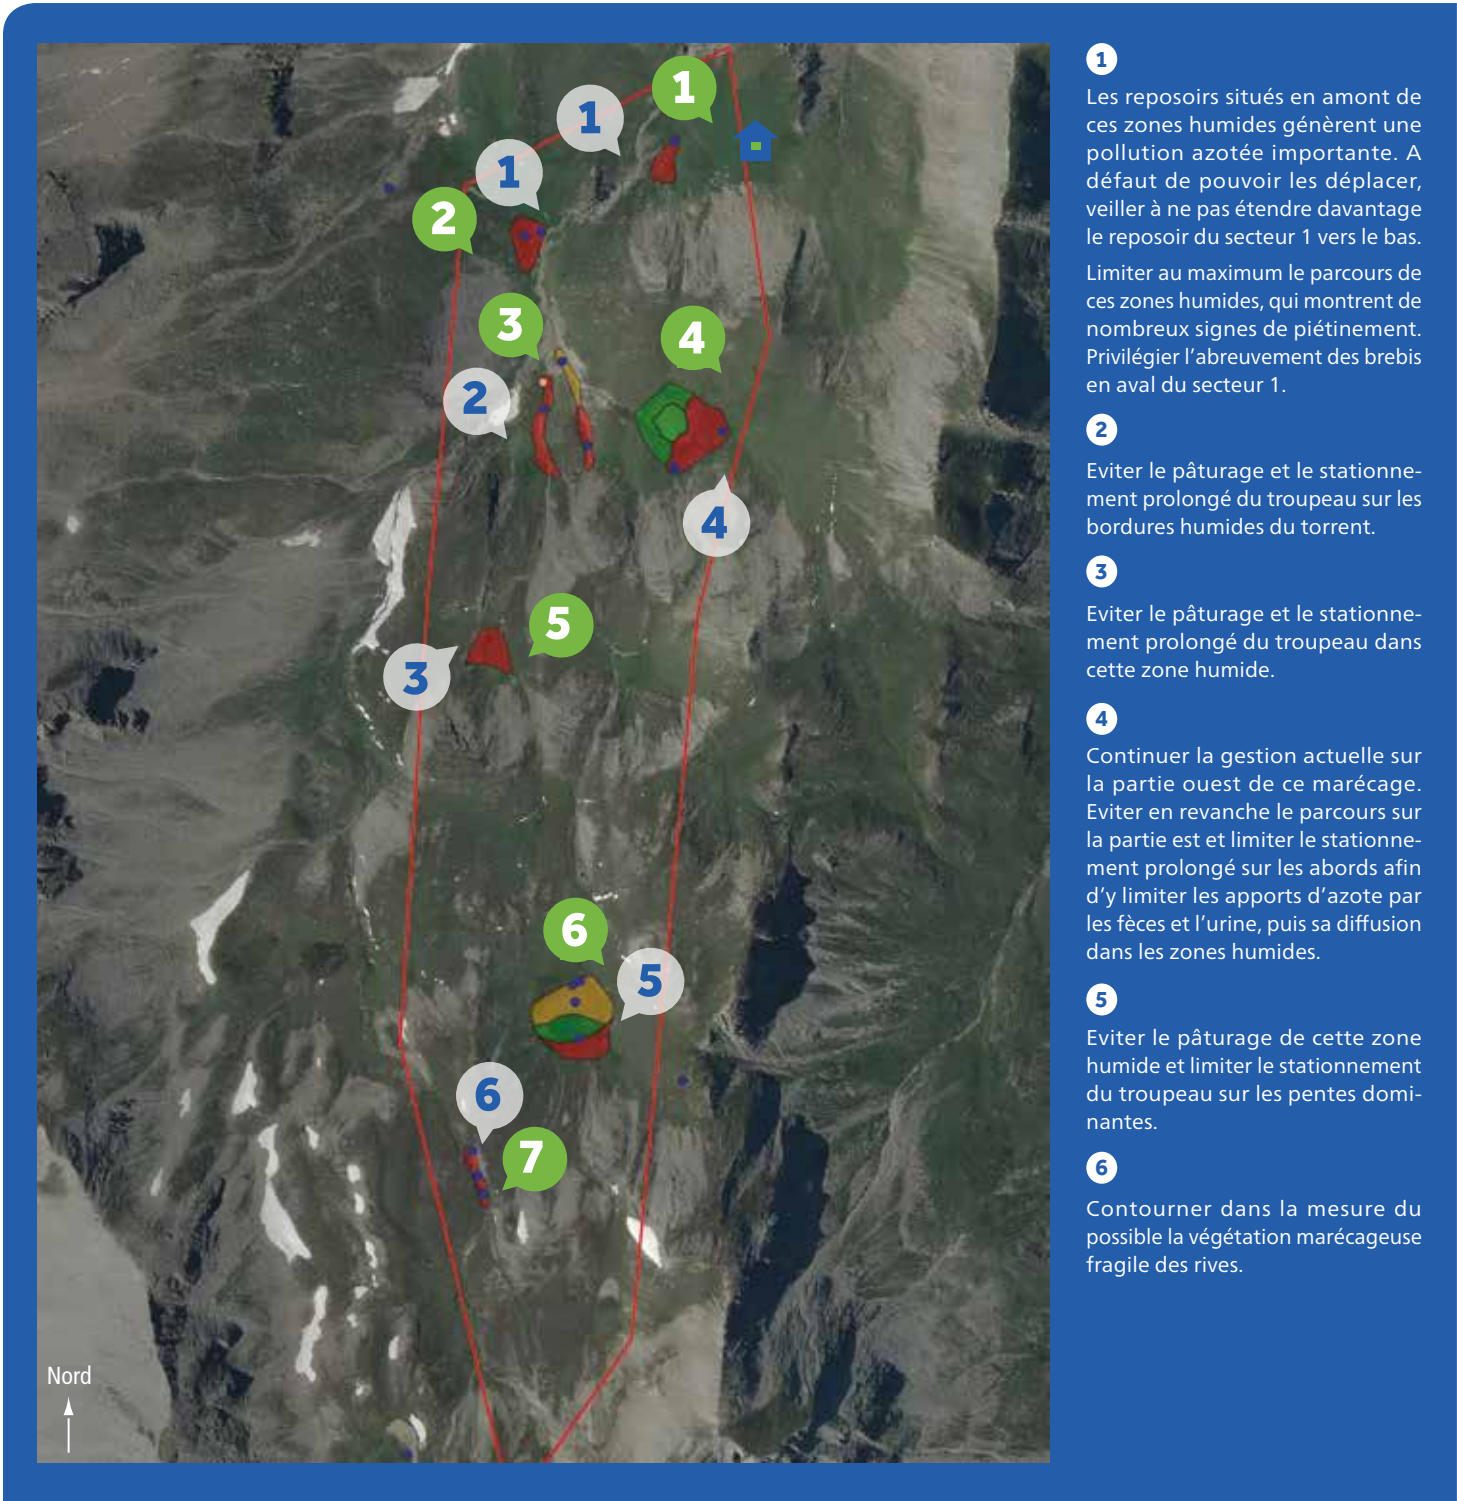 1
1
1
2
3
4
2
4
5
3
6
5
6
7
Nord
1
Les reposoirs situés en amont de
ces zones humides génèrent une
pollution azotée importante. A
défaut de pouvoir les déplacer,
veiller à ne pas étendre davantage
le reposoir du secteur 1 vers le bas.
Limiter au maximum le parcours de
ces zones humides, qui montrent de
nombreux signes de piétinement.
Privilégier l'abreuvement des brebis
en aval du secteur 1.
2
Eviter le pâturage et le stationne-
ment prolongé du troupeau sur les
bordures humides du torrent.
3
Eviter le pâturage et le stationne-
ment prolongé du troupeau dans
cette zone humide.
4
Continuer la gestion actuelle sur
la partie ouest de ce marécage.
Eviter en revanche le parcours sur
la partie est et limiter le stationne-
ment prolongé sur les abords afin
d'y limiter les apports d'azote par
les fèces et l'urine, puis sa diffusion
dans les zones humides.
5
Eviter le pâturage de cette zone
humide et limiter le stationnement
du troupeau sur les pentes domi-
nantes.
6
Contourner dans la mesure du
possible la végétation marécageuse
fragile des rives.